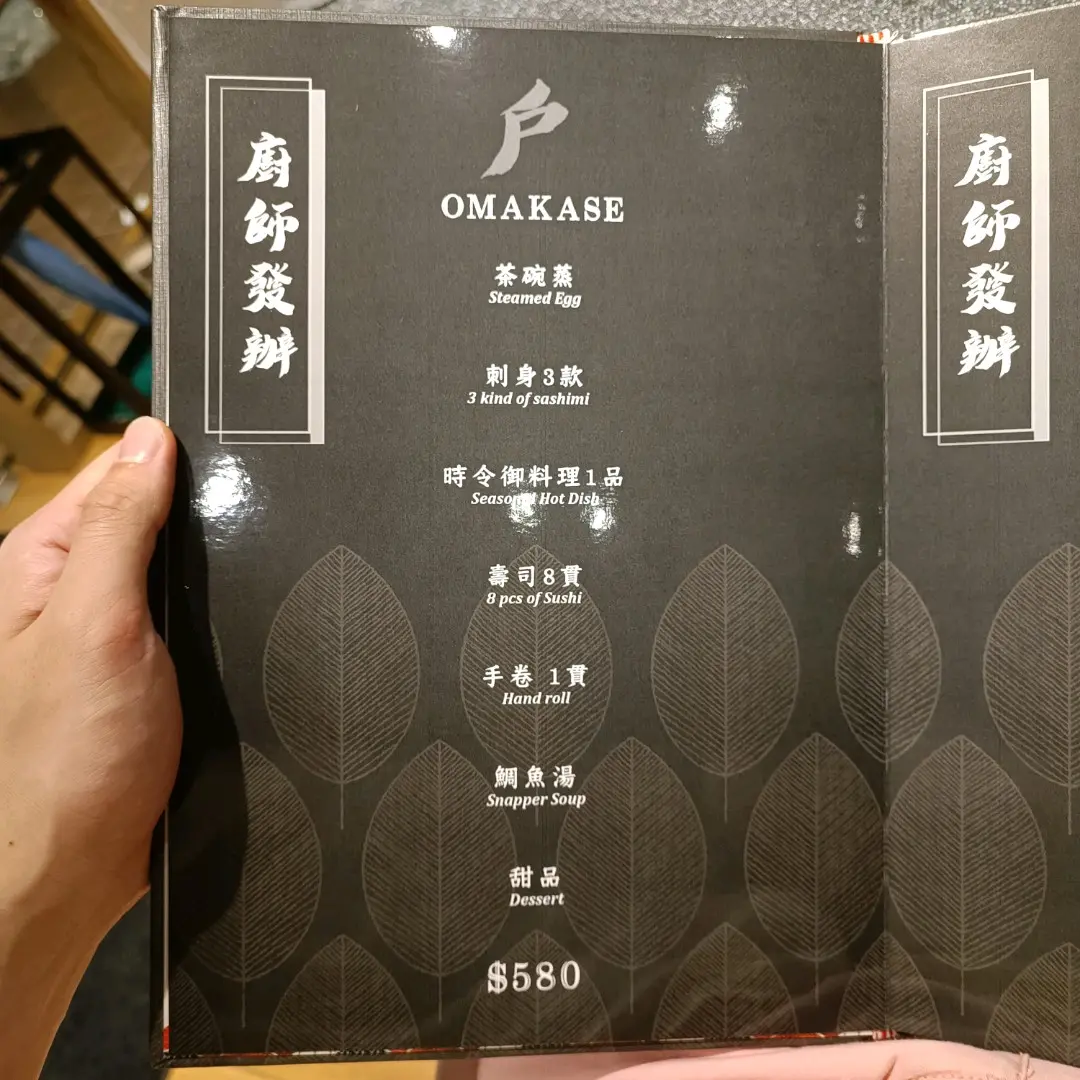 廚師發辦
戶
OMAKASE
茶碗蒸
Steamed Egg
刺身3款
3 kind of sashimi
時令御料理1品
Seasonal Hot Dish
壽司8貫
8 pcs of Sushi
手卷 1貫
Hand roll
鯛魚湯
Snapper Soup
甜品
Dessert
$580
廚師發辦